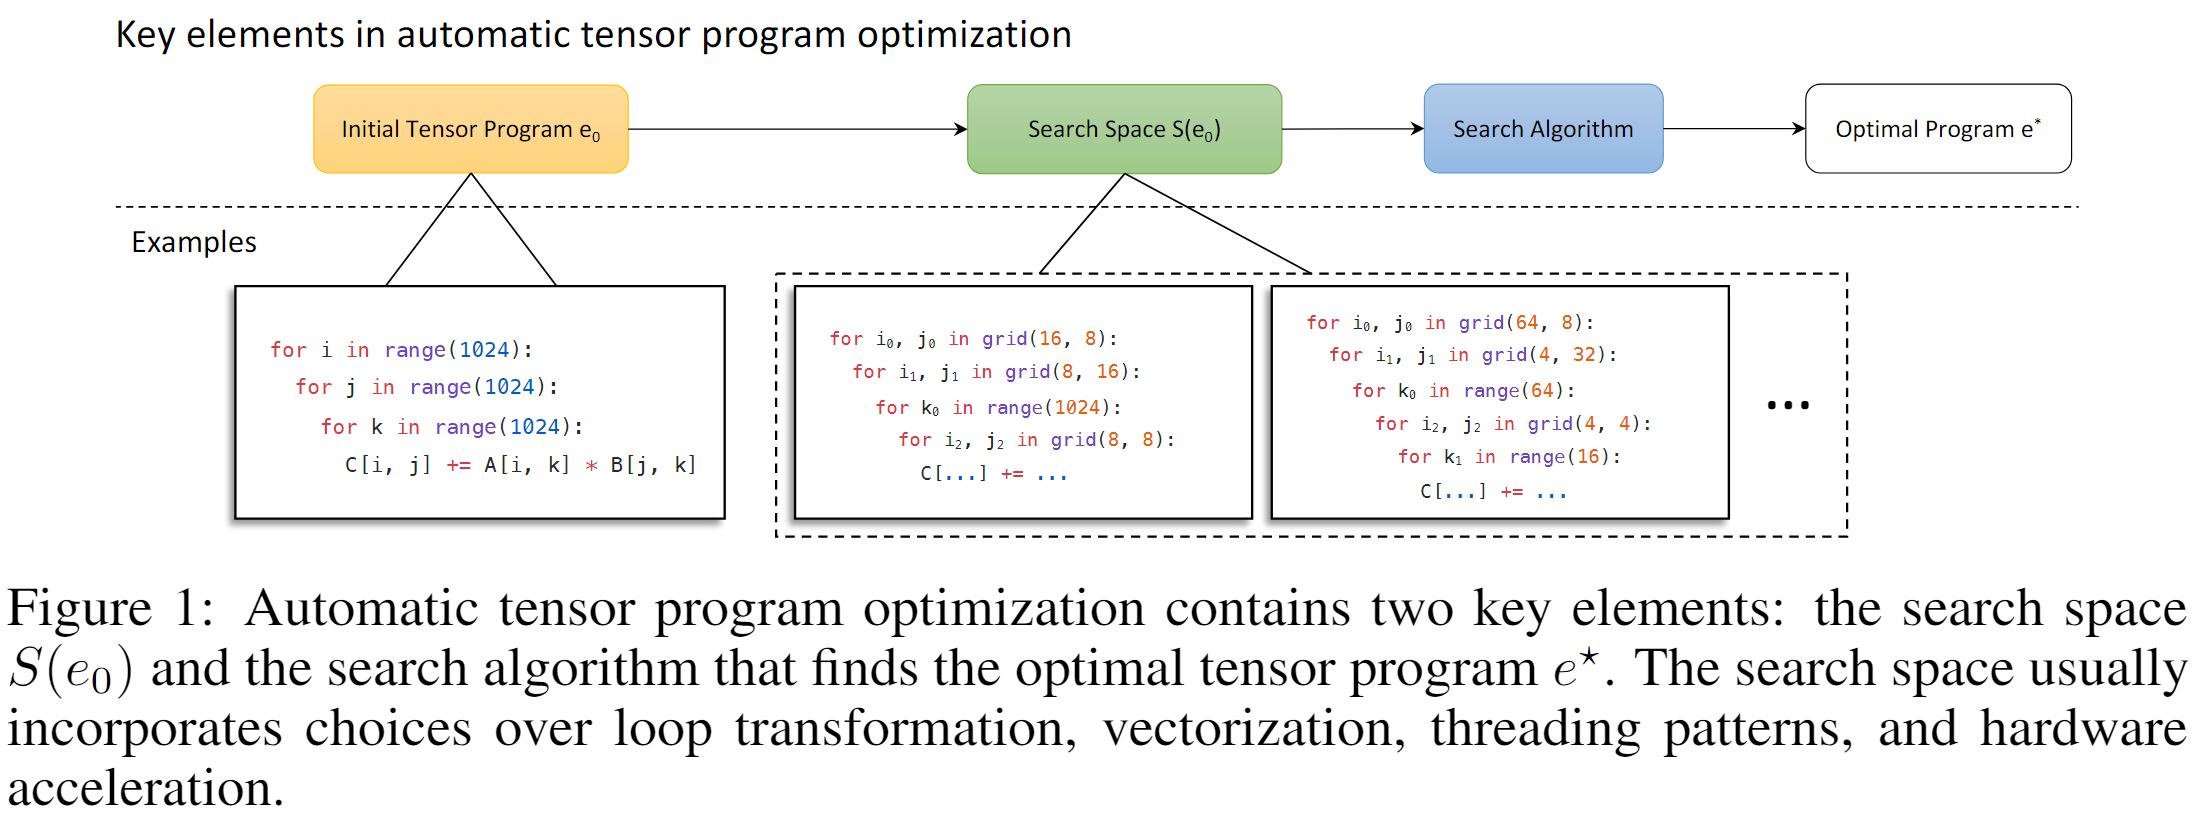 Key elements in automatic tensor program optimization
Initial Tensor Program e₀
Search Space S(e₀)
Search Algorithm
Optimal Program e*
Examples
for i in range(1024):
for j in range(1024):
for k in range(1024):
C[i, j] += A[i, k] * B[j, k]
for i₀, j₀ in grid(16, 8):
for i₁, j₁ in grid(8, 16):
for k₀ in range(1024):
for i₂, j₂ in grid(8, 8):
C[...] += ...
for i₀, j₀ in grid(64, 8):
for i₁, j₁ in grid(4, 32):
for k₀ in range(64):
for i₂, j₂ in grid(4, 4):
for k₁ in range(16):
C[...] += ...
...
Figure 1: Automatic tensor program optimization contains two key elements: the search space
S(e₀) and the search algorithm that finds the optimal tensor program e⋆. The search space usually
incorporates choices over loop transformation, vectorization, threading patterns, and hardware
acceleration.